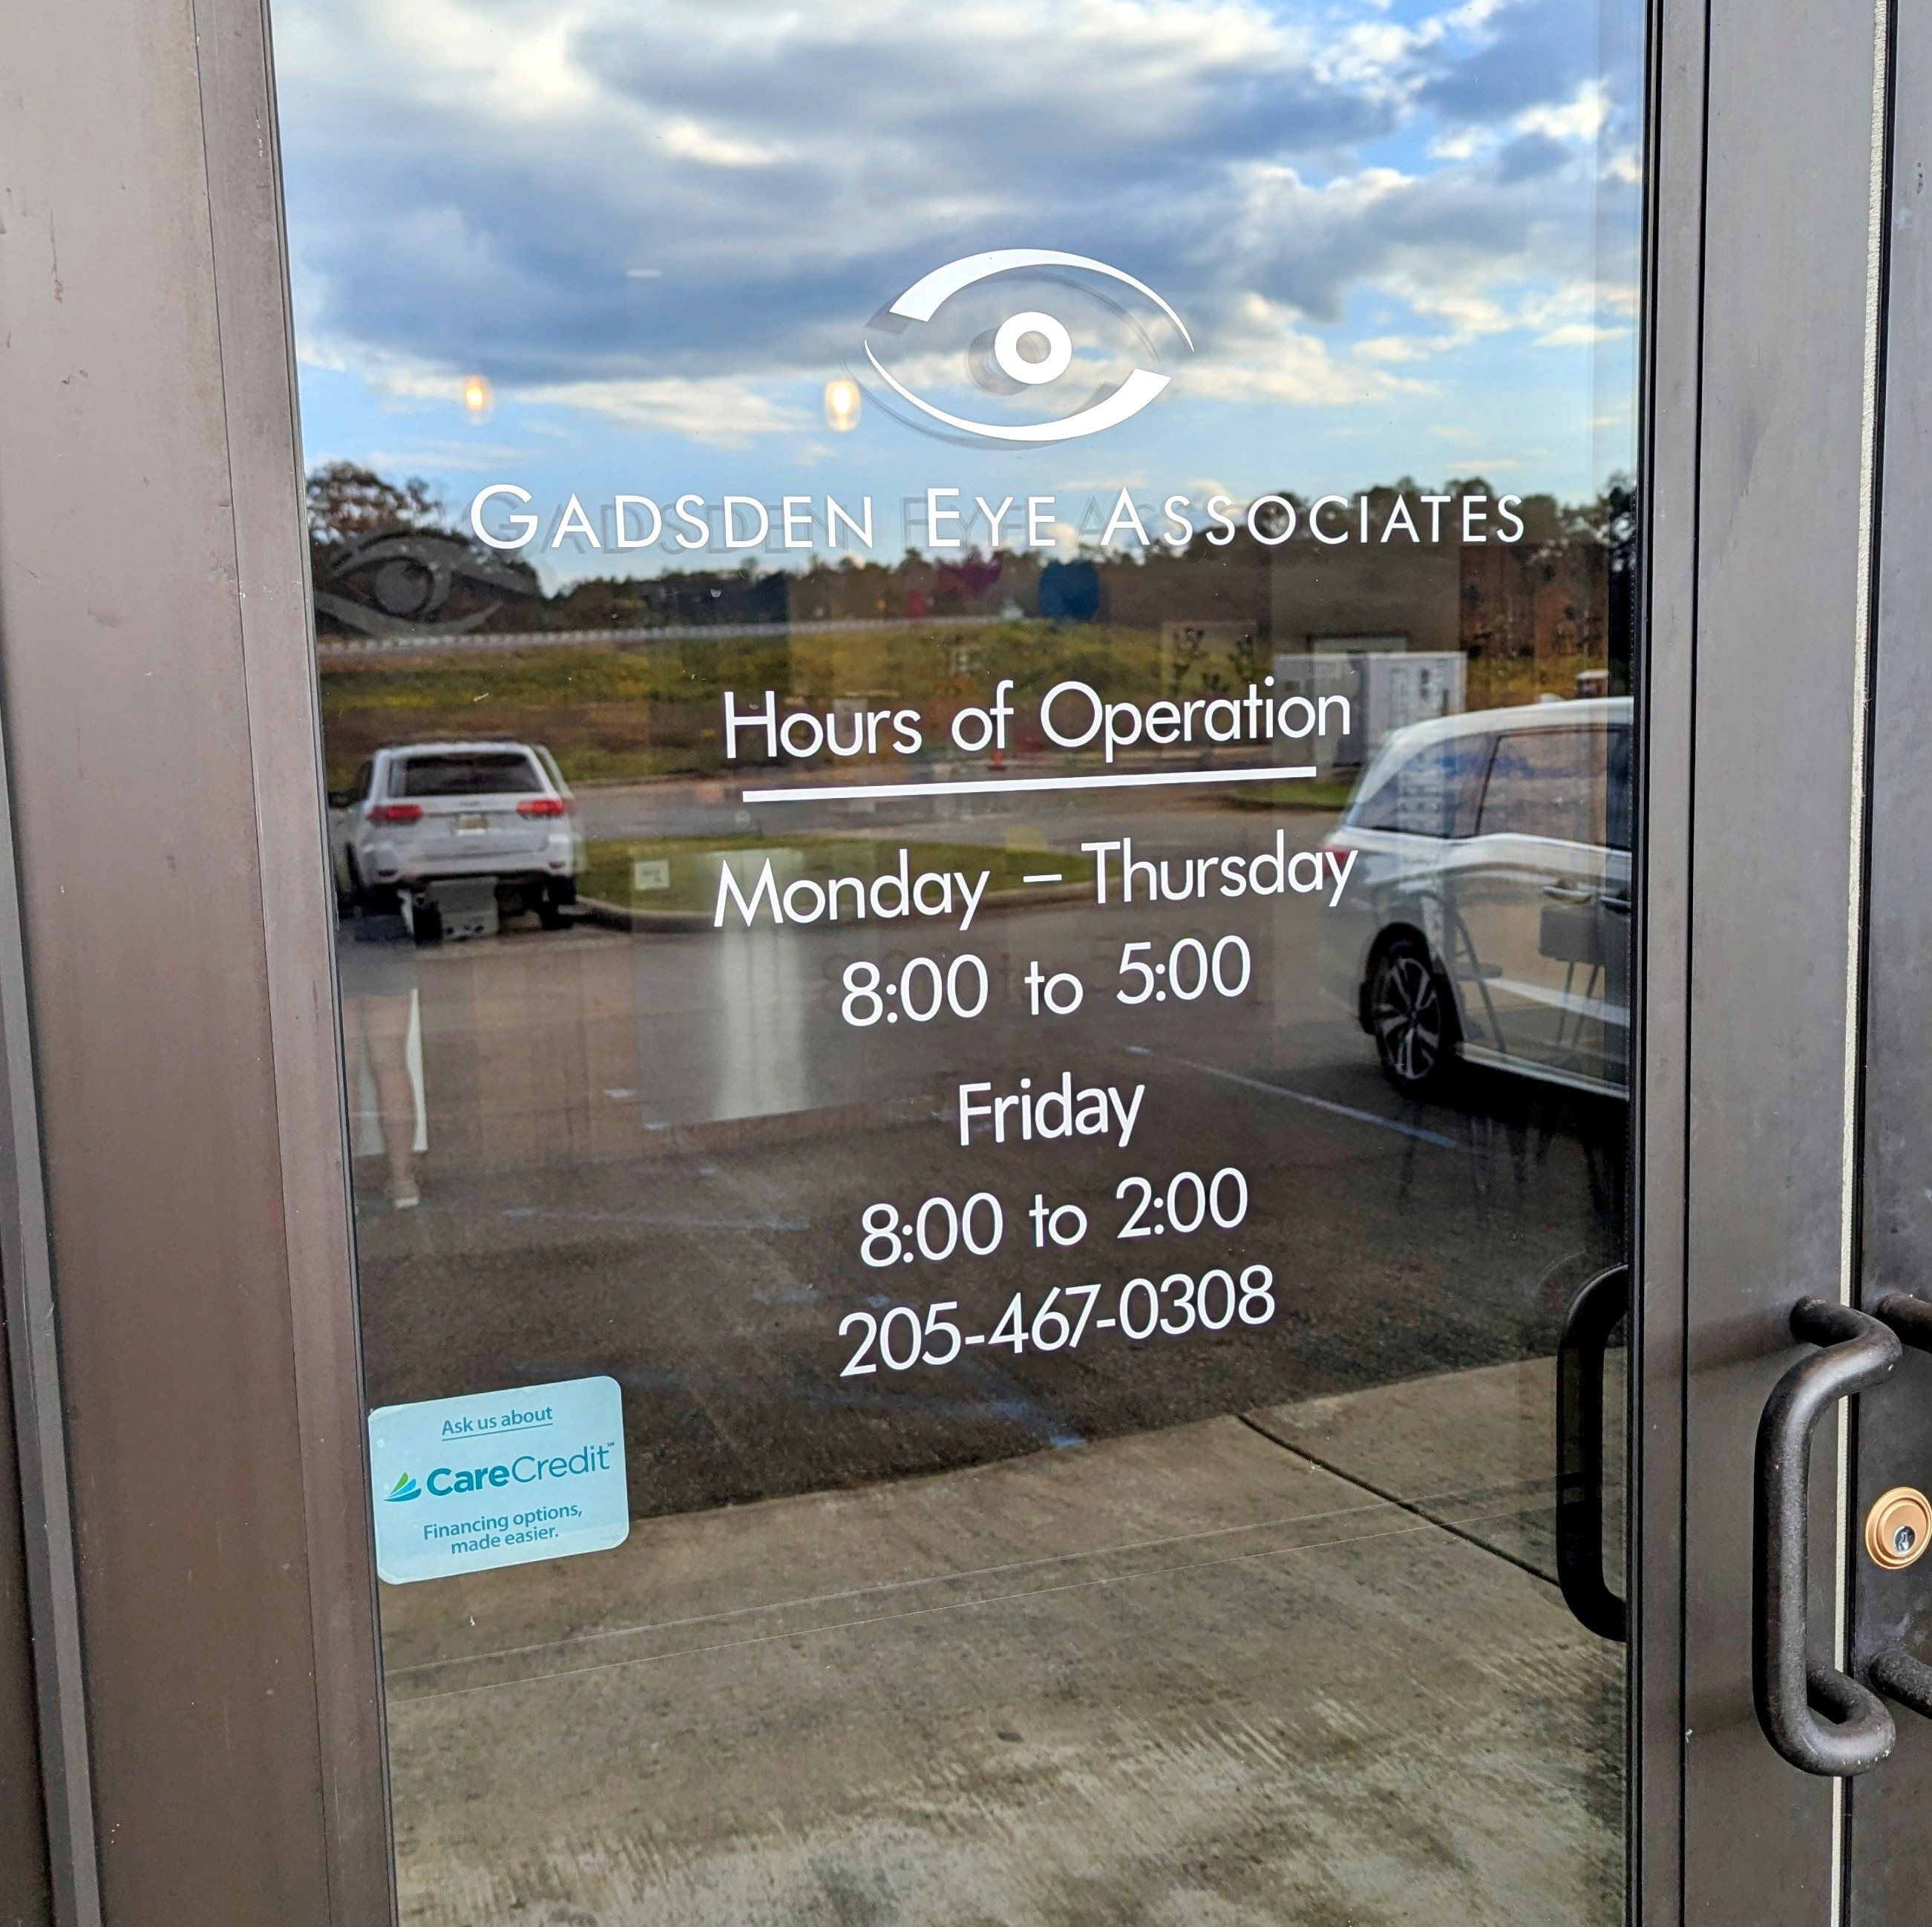 GADSDEN EYE ASSOCIATES
Hours of Operation
Monday – Thursday
8:00 to 5:00
Friday
8:00 to 2:00
205-467-0308
Ask us about
CareCredit℠
Financing options,
made easier.